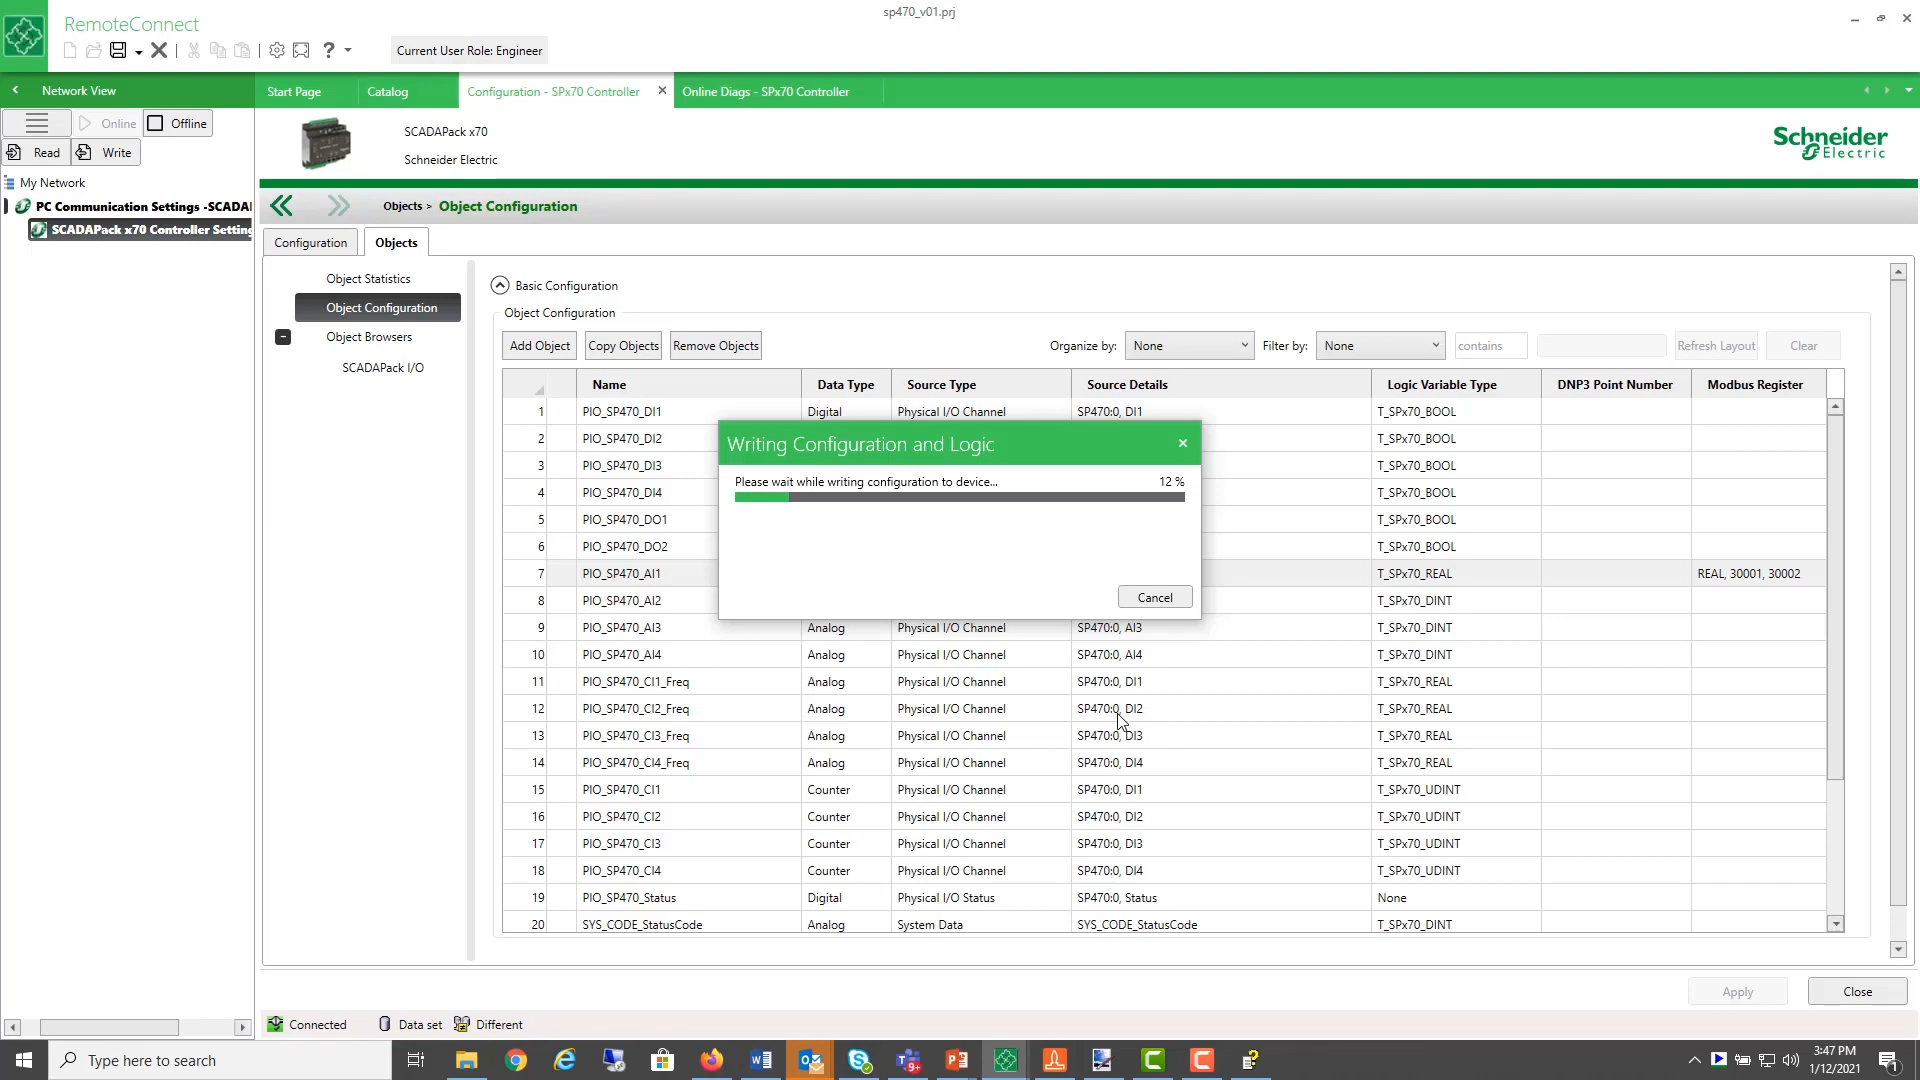 sp470_v01.prj
RemoteConnect
Current User Role: Engineer
Network View
Start Page
Catalog
Configuration - SPx70 Controller
Online Diags - SPx70 Controller
Online
Offline
Read
Write
SCADAPack x70
Schneider Electric
Schneider
Electric
My Network
PC Communication Settings -SCADAI
SCADAPack x70 Controller Setting
Objects > Object Configuration
Configuration
Objects
Object Statistics
Object Configuration
Object Browsers
SCADAPack I/O
Basic Configuration
Object Configuration
Add Object
Copy Objects
Remove Objects
Organize by:
None
Filter by:
None
contains
Refresh Layout
Clear
Name Data Type Source Type Source Details Logic Variable Type DNP3 Point Number Modbus Register
1 PIO_SP470_DI1 Digital Physical I/O Channel SP470:0, DI1 T_SPx70_BOOL
2 PIO_SP470_DI2 T_SPx70_BOOL
3 PIO_SP470_DI3 T_SPx70_BOOL
4 PIO_SP470_DI4 T_SPx70_BOOL
5 PIO_SP470_DO1 T_SPx70_BOOL
6 PIO_SP470_DO2 T_SPx70_BOOL
7 PIO_SP470_AI1 T_SPx70_REAL REAL, 30001, 30002
8 PIO_SP470_AI2 T_SPx70_DINT
9 PIO_SP470_AI3 Analog Physical I/O Channel SP470:0, AI3 T_SPx70_DINT
10 PIO_SP470_AI4 Analog Physical I/O Channel SP470:0, AI4 T_SPx70_DINT
11 PIO_SP470_CI1_Freq Analog Physical I/O Channel SP470:0, DI1 T_SPx70_REAL
12 PIO_SP470_CI2_Freq Analog Physical I/O Channel SP470:0, DI2 T_SPx70_REAL
13 PIO_SP470_CI3_Freq Analog Physical I/O Channel SP470:0, DI3 T_SPx70_REAL
14 PIO_SP470_CI4_Freq Analog Physical I/O Channel SP470:0, DI4 T_SPx70_REAL
15 PIO_SP470_CI1 Counter Physical I/O Channel SP470:0, DI1 T_SPx70_UDINT
16 PIO_SP470_CI2 Counter Physical I/O Channel SP470:0, DI2 T_SPx70_UDINT
17 PIO_SP470_CI3 Counter Physical I/O Channel SP470:0, DI3 T_SPx70_UDINT
18 PIO_SP470_CI4 Counter Physical I/O Channel SP470:0, DI4 T_SPx70_UDINT
19 PIO_SP470_Status Digital Physical I/O Status SP470:0, Status None
20 SYS_CODE_StatusCode Analog System Data SYS_CODE_StatusCode T_SPx70_DINT
Writing Configuration and Logic
Please wait while writing configuration to device... 12 %
Cancel
Apply
Close
Connected
Data set
Different
Type here to search
9+
3:47 PM
1/12/2021
1